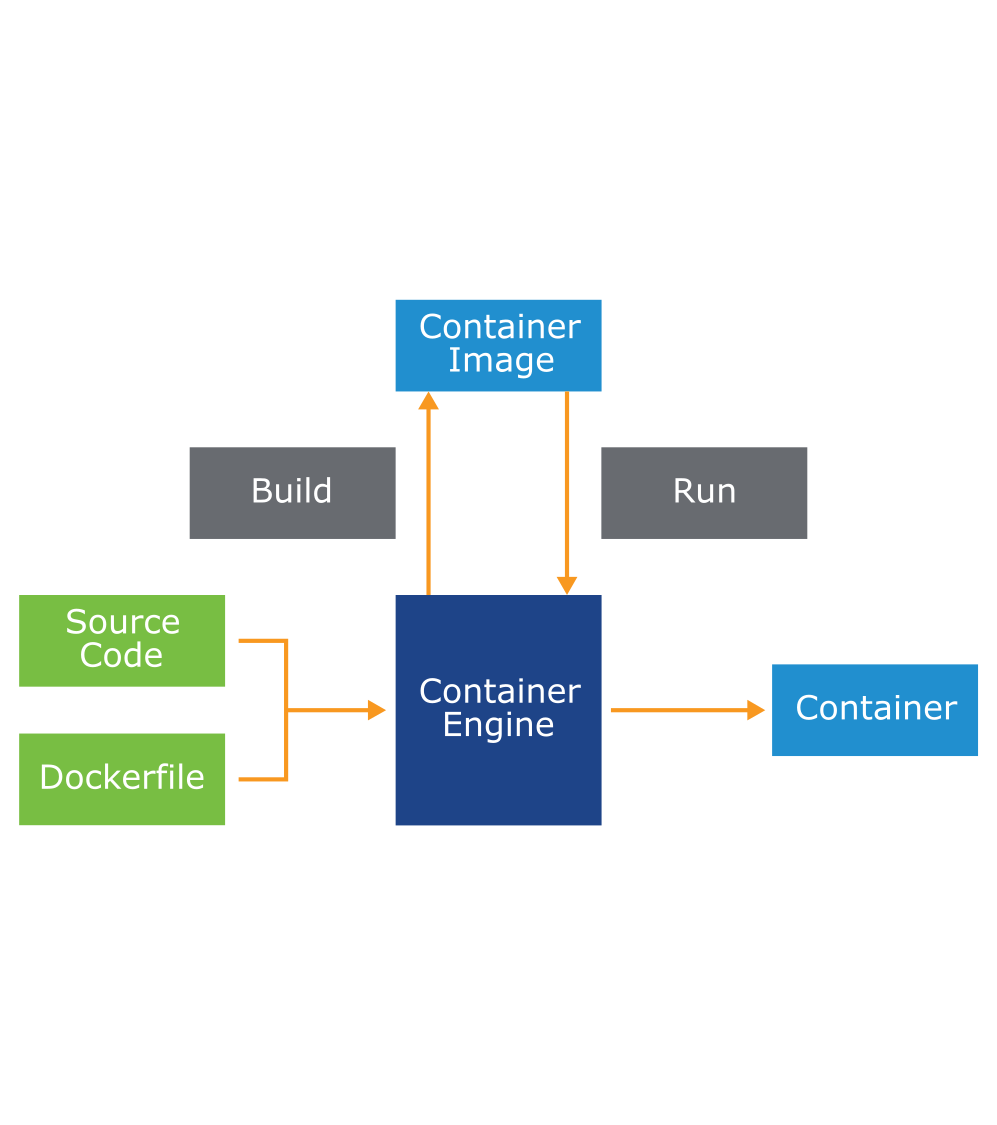 Container
Image
Build
Run
Source
Code
Container
Engine
Container
Dockerfile